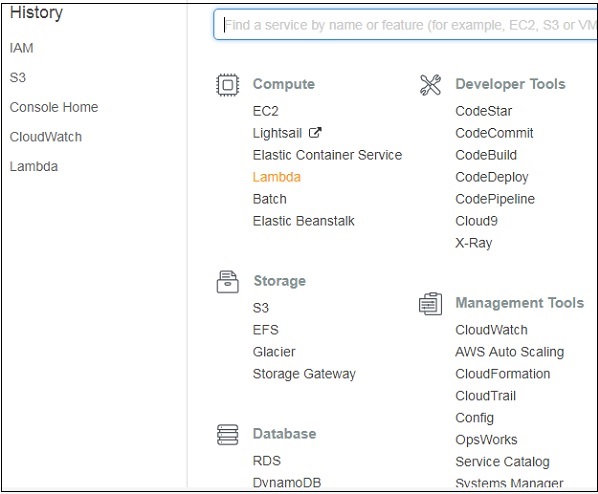 History
IAM
S3
Console Home
CloudWatch
Lambda
Find a service by name or feature (for example, EC2, S3 or VM
Compute
EC2
Lightsail
Elastic Container Service
Lambda
Batch
Elastic Beanstalk
Storage
S3
EFS
Glacier
Storage Gateway
Database
RDS
DynamoDB
Developer Tools
CodeStar
CodeCommit
CodeBuild
CodeDeploy
CodePipeline
Cloud9
X-Ray
Management Tools
CloudWatch
AWS Auto Scaling
CloudFormation
CloudTrail
Config
OpsWorks
Service Catalog
Systems Manager